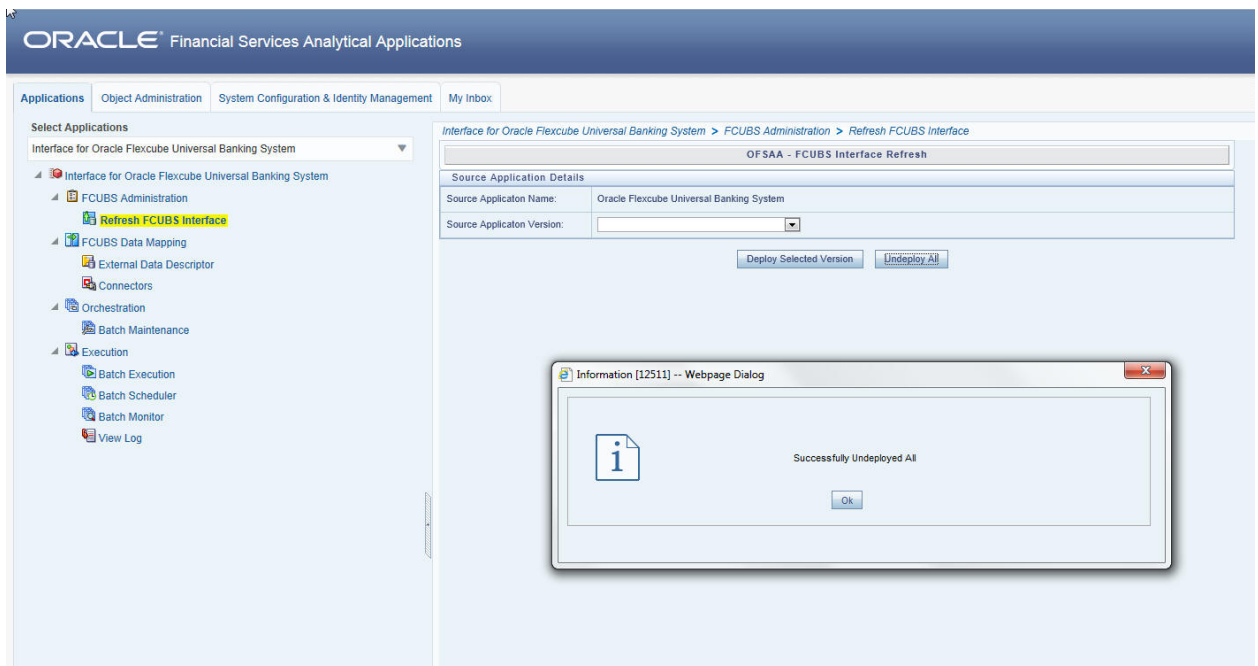 ORACLE® Financial Services Analytical Applications
Applications Object Administration System Configuration & Identity Management My Inbox
Select Applications
Interface for Oracle Flexcube Universal Banking System
Interface for Oracle Flexcube Universal Banking System
FCUBS Administration
Refresh FCUBS Interface
FCUBS Data Mapping
External Data Descriptor
Connectors
Orchestration
Batch Maintenance
Execution
Batch Execution
Batch Scheduler
Batch Monitor
View Log
Interface for Oracle Flexcube Universal Banking System > FCUBS Administration > Refresh FCUBS Interface
OFSAA - FCUBS Interface Refresh
Source Application Details
Source Applicaton Name: Oracle Flexcube Universal Banking System
Source Applicaton Version:
Deploy Selected Version Undeploy All
Information [12511] -- Webpage Dialog
Successfully Undeployed All
Ok